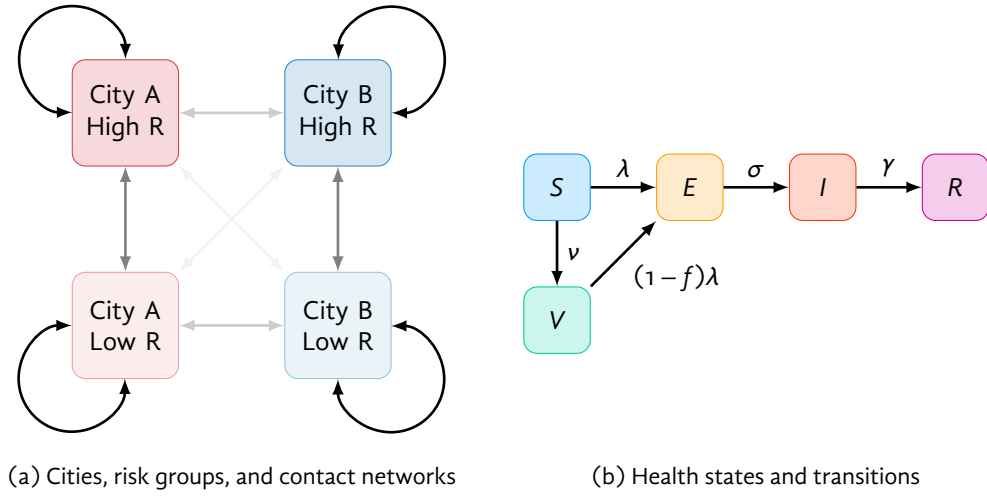 City A
High R
City B
High R
City A
Low R
City B
Low R
(a) Cities, risk groups, and contact networks
S
λ
E
σ
I
γ
R
ν
(1 − f)λ
V
(b) Health states and transitions